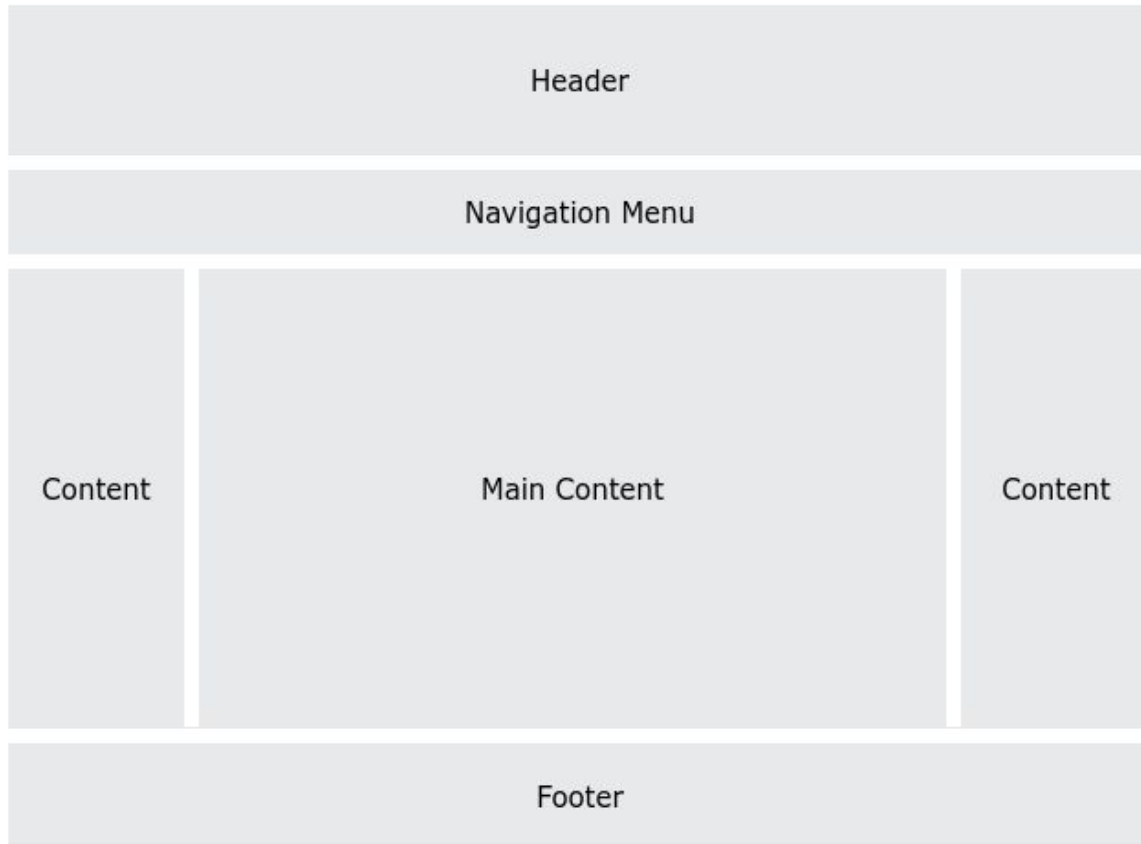 Header
Navigation Menu
Content
Main Content
Content
Footer